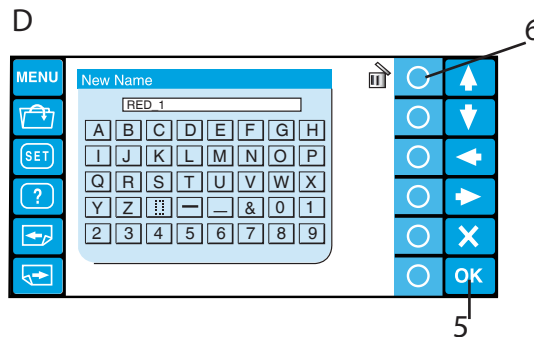 D
6
MENU
New Name
RED_1
A B C D E F G H
SET
I J K L M N O P
?
Q R S T U V W X
Y Z — _ & 0 1
2 3 4 5 6 7 8 9
OK
5